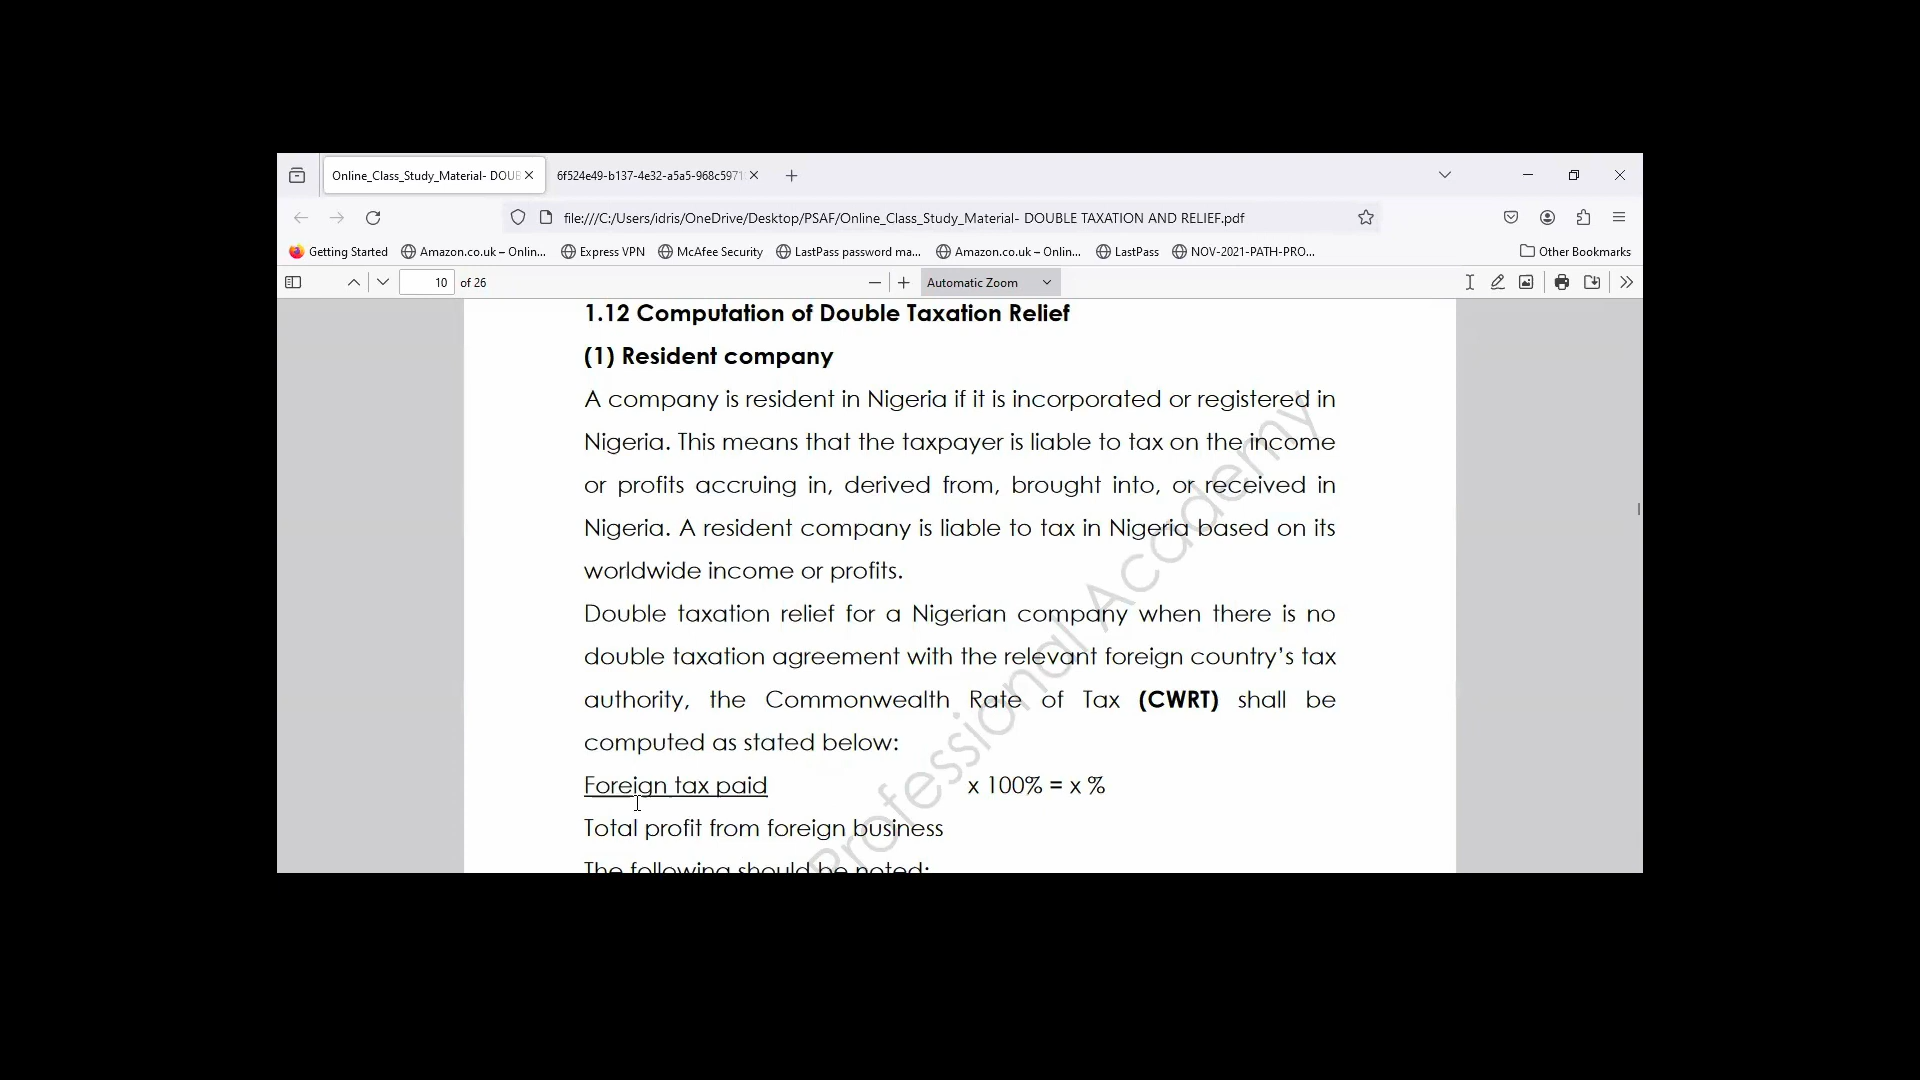 Online_Class_Study_Material- DOUB
6f524e49-b137-4e32-a5a5-968c5971
file:///C:/Users/idris/OneDrive/Desktop/PSAF/Online_Class_Study_Material- DOUBLE TAXATION AND RELIEF.pdf
Getting Started Amazon.co.uk – Onlin... Express VPN McAfee Security LastPass password ma... Amazon.co.uk – Onlin... LastPass NOV-2021-PATH-PRO... Other Bookmarks
10 of 26 Automatic Zoom
1.12 Computation of Double Taxation Relief
(1) Resident company
A company is resident in Nigeria if it is incorporated or registered in
Nigeria. This means that the taxpayer is liable to tax on the income
or profits accruing in, derived from, brought into, or received in
Nigeria. A resident company is liable to tax in Nigeria based on its
worldwide income or profits.
Double taxation relief for a Nigerian company when there is no
double taxation agreement with the relevant foreign country’s tax
authority, the Commonwealth Rate of Tax (CWRT) shall be
computed as stated below:
Foreign tax paid x 100% = x %
Total profit from foreign business
The following should be noted:
Professional Academy